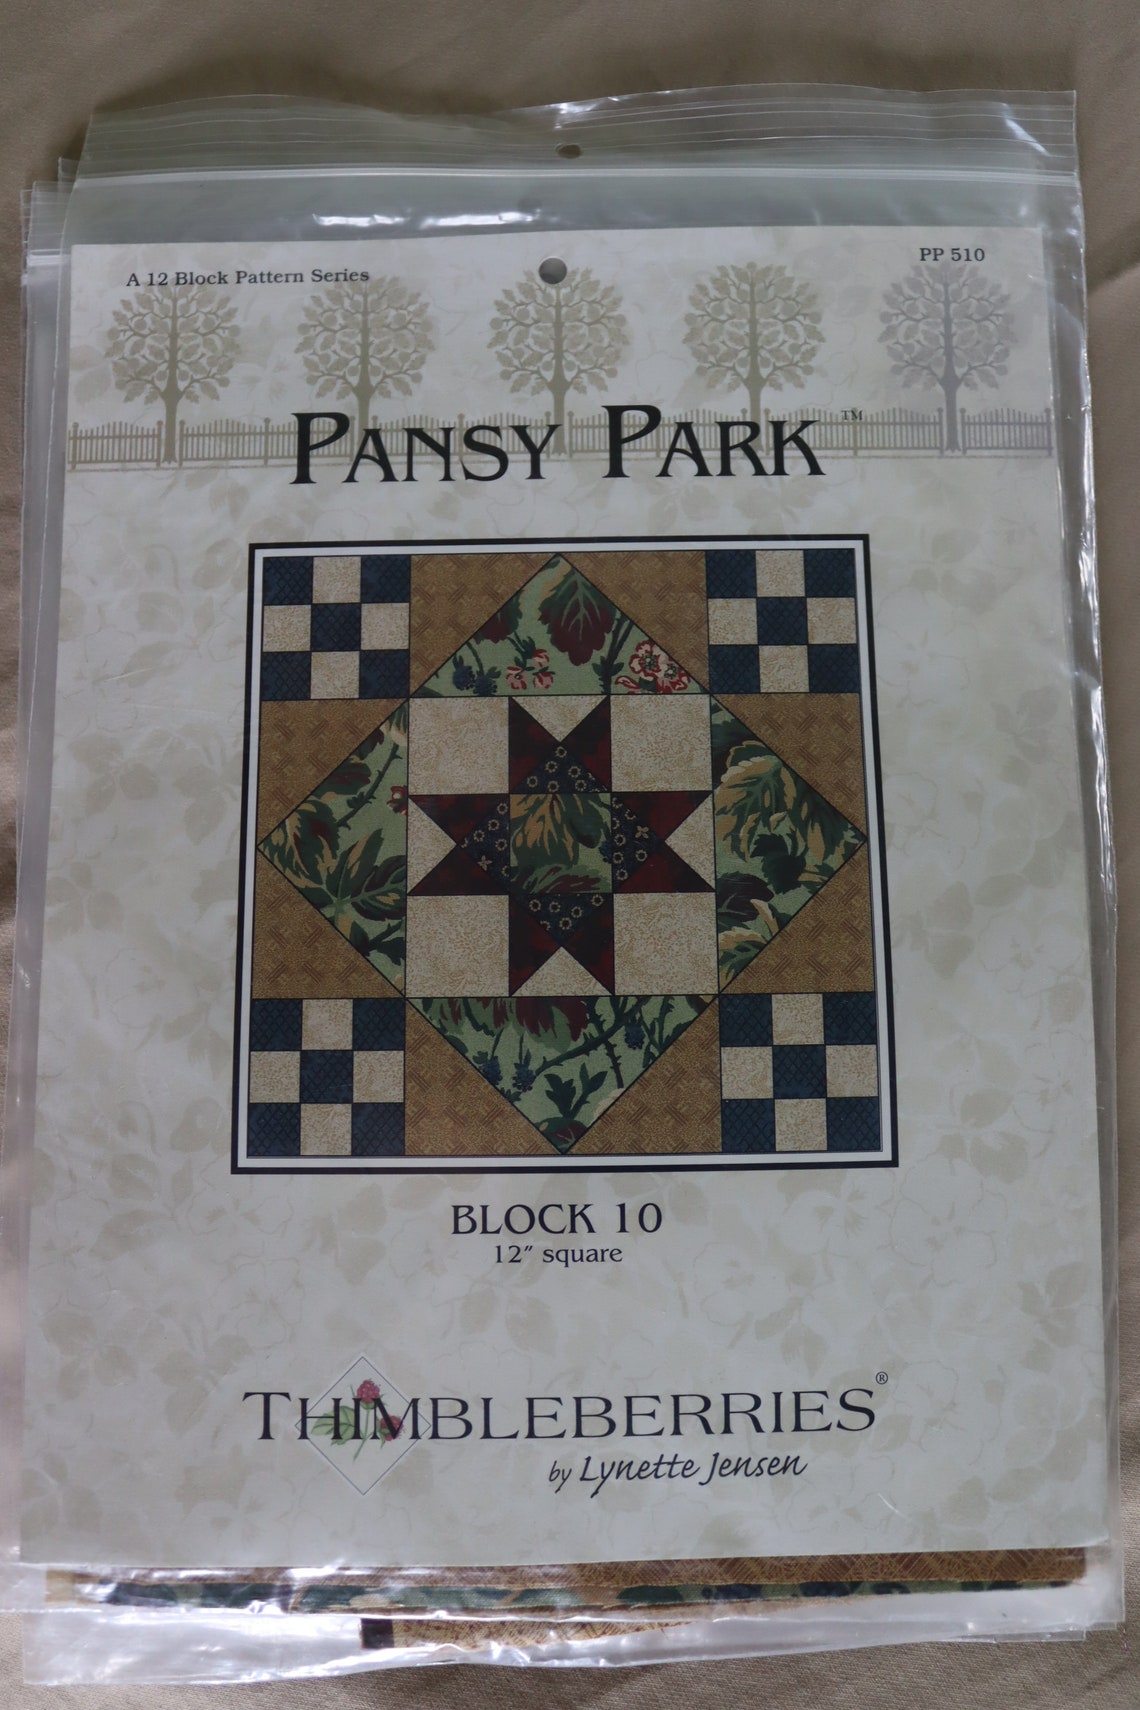 A 12 Block Pattern Series
PP 510
PANSY PARK™
BLOCK 10
12" square
THIMBLEBERRIES®
by Lynette Jensen